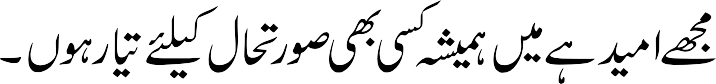 مجھے امید ہے میں ہمیشہ کسی بھی صورتحال کیلئے تیار ہوں۔